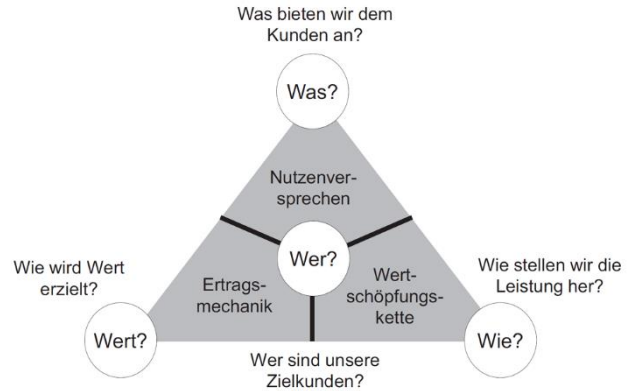 Was bieten wir dem
Kunden an?
Was?
Nutzenver-
sprechen
Wer?
Wie wird Wert
erzielt?
Ertrags-
mechanik
Wert-
schöpfungs-
kette
Wie stellen wir die
Leistung her?
Wert?
Wie?
Wer sind unsere
Zielkunden?